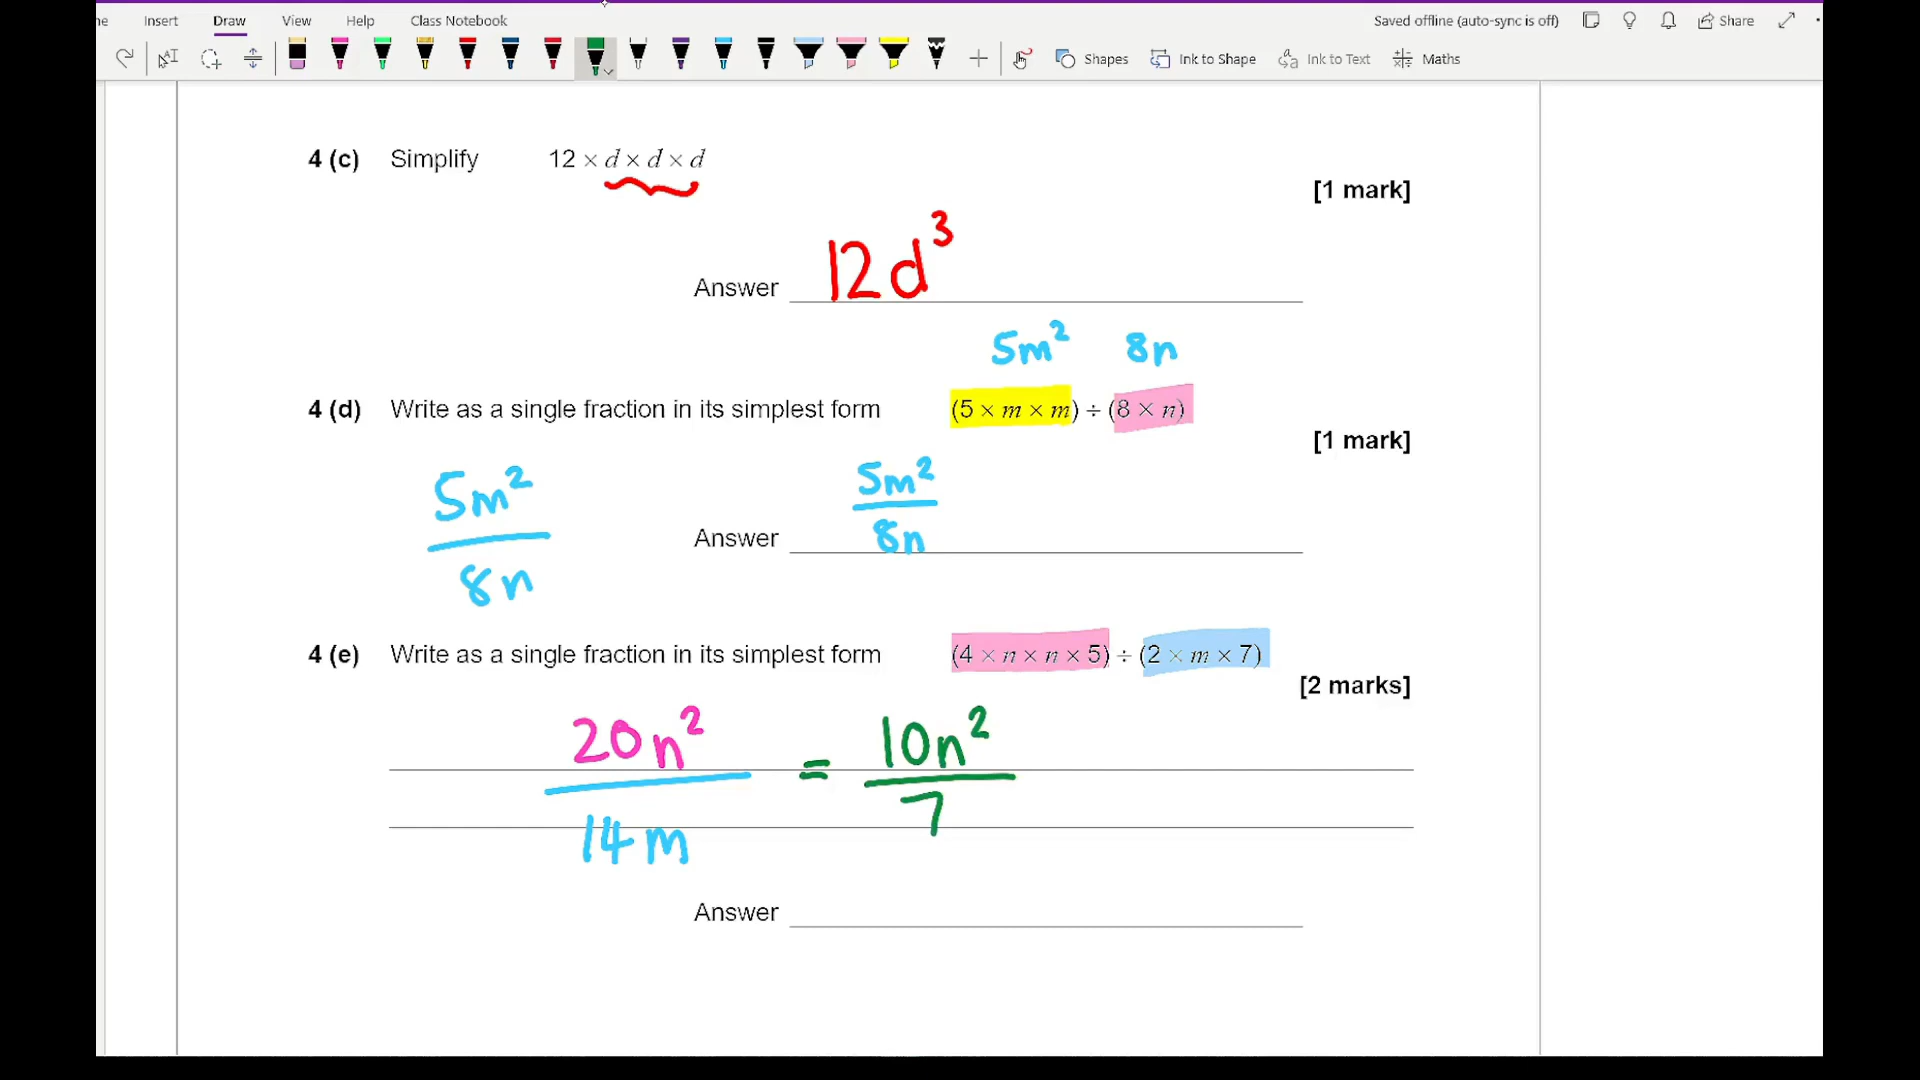 ne Insert Draw View Help Class Notebook Saved offline (auto-sync is off) Share
Shapes Ink to Shape Ink to Text Maths
4 (c) Simplify 12 × d × d × d
[1 mark]
Answer 12d³
5m² 8n
4 (d) Write as a single fraction in its simplest form (5 × m × m) ÷ (8 × n)
[1 mark]
5m² 5m²
Answer 8n
8n
4 (e) Write as a single fraction in its simplest form (4 × n × n × 5) ÷ (2 × m × 7)
[2 marks]
20n² = 10n²
14m 7
Answer